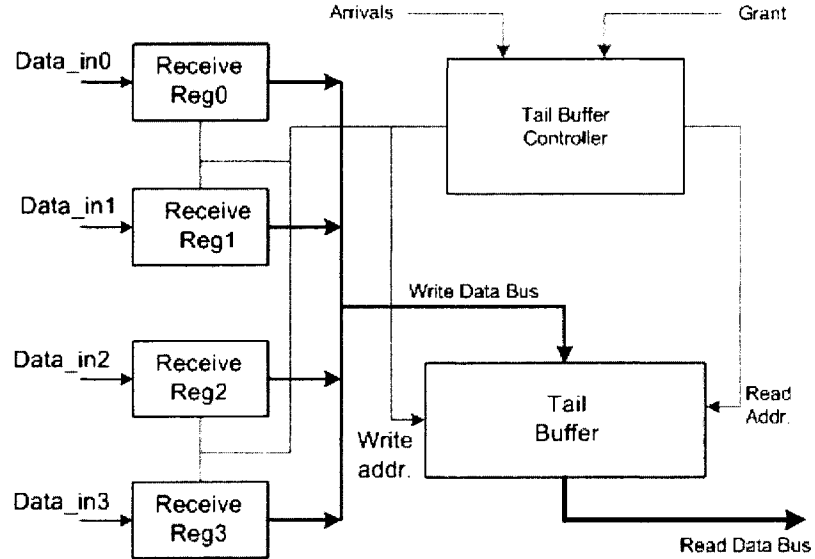 Arrivals
Grant
Data_in0
Receive
Reg0
Tail Buffer
Controller
Data_in1
Receive
Reg1
Write Data Bus
Data_in2
Receive
Reg2
Tail
Buffer
Read
Addr.
Write
addr.
Data_in3
Receive
Reg3
Read Data Bus